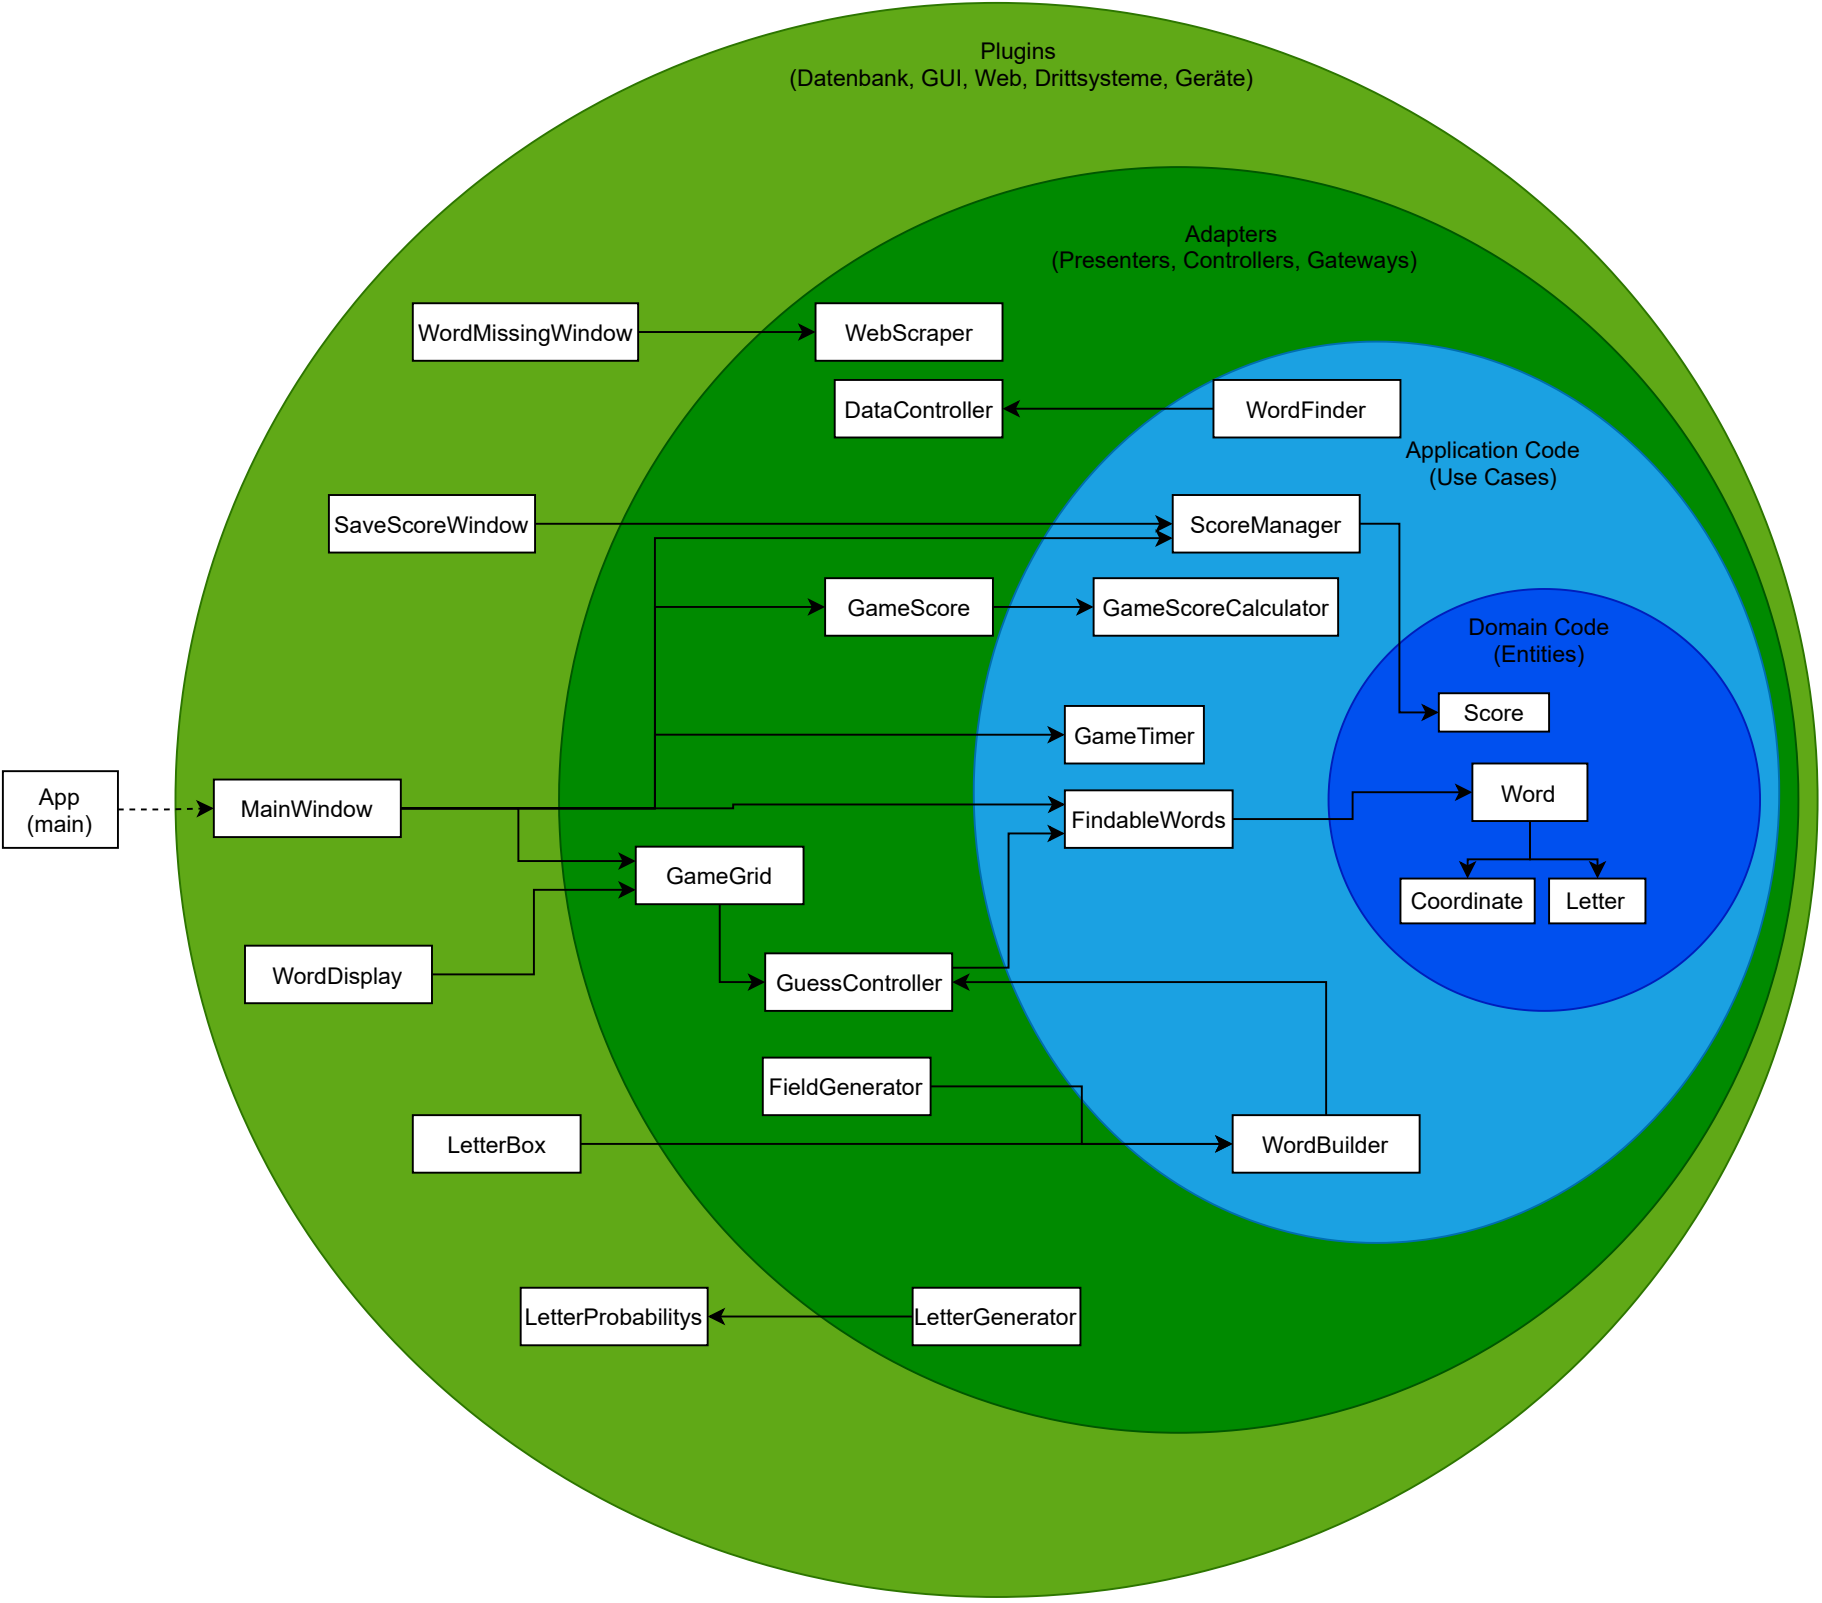 Plugins
(Datenbank, GUI, Web, Drittsysteme, Geräte)
Adapters
(Presenters, Controllers, Gateways)
WordMissingWindow
WebScraper
DataController
WordFinder
Application Code
(Use Cases)
SaveScoreWindow
ScoreManager
GameScore
GameScoreCalculator
Domain Code
(Entities)
Score
GameTimer
App
(main)
MainWindow
FindableWords
Word
GameGrid
Coordinate
Letter
WordDisplay
GuessController
FieldGenerator
LetterBox
WordBuilder
LetterProbabilitys
LetterGenerator